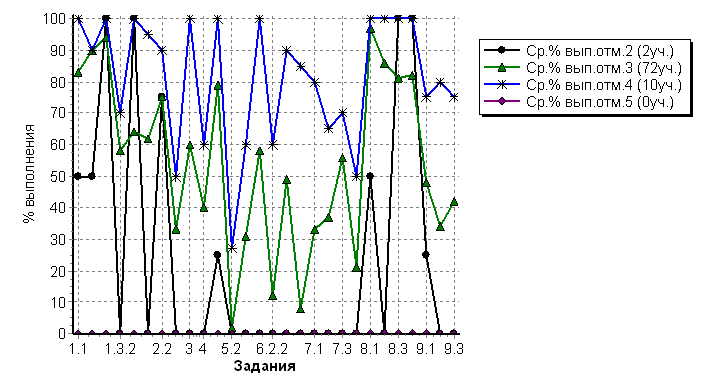 100
90
80
70
60
50
40
30
20
10
0
% выполнения
1.1 1.3.2 2.2 3 4 5.2 6.2.2 7.1 7.3 8.1 8.3 9.1 9.3
Задания
Ср.% вып.отм.2 (2уч.)
Ср.% вып.отм.3 (72уч.)
Ср.% вып.отм.4 (10уч.)
Ср.% вып.отм.5 (0уч.)